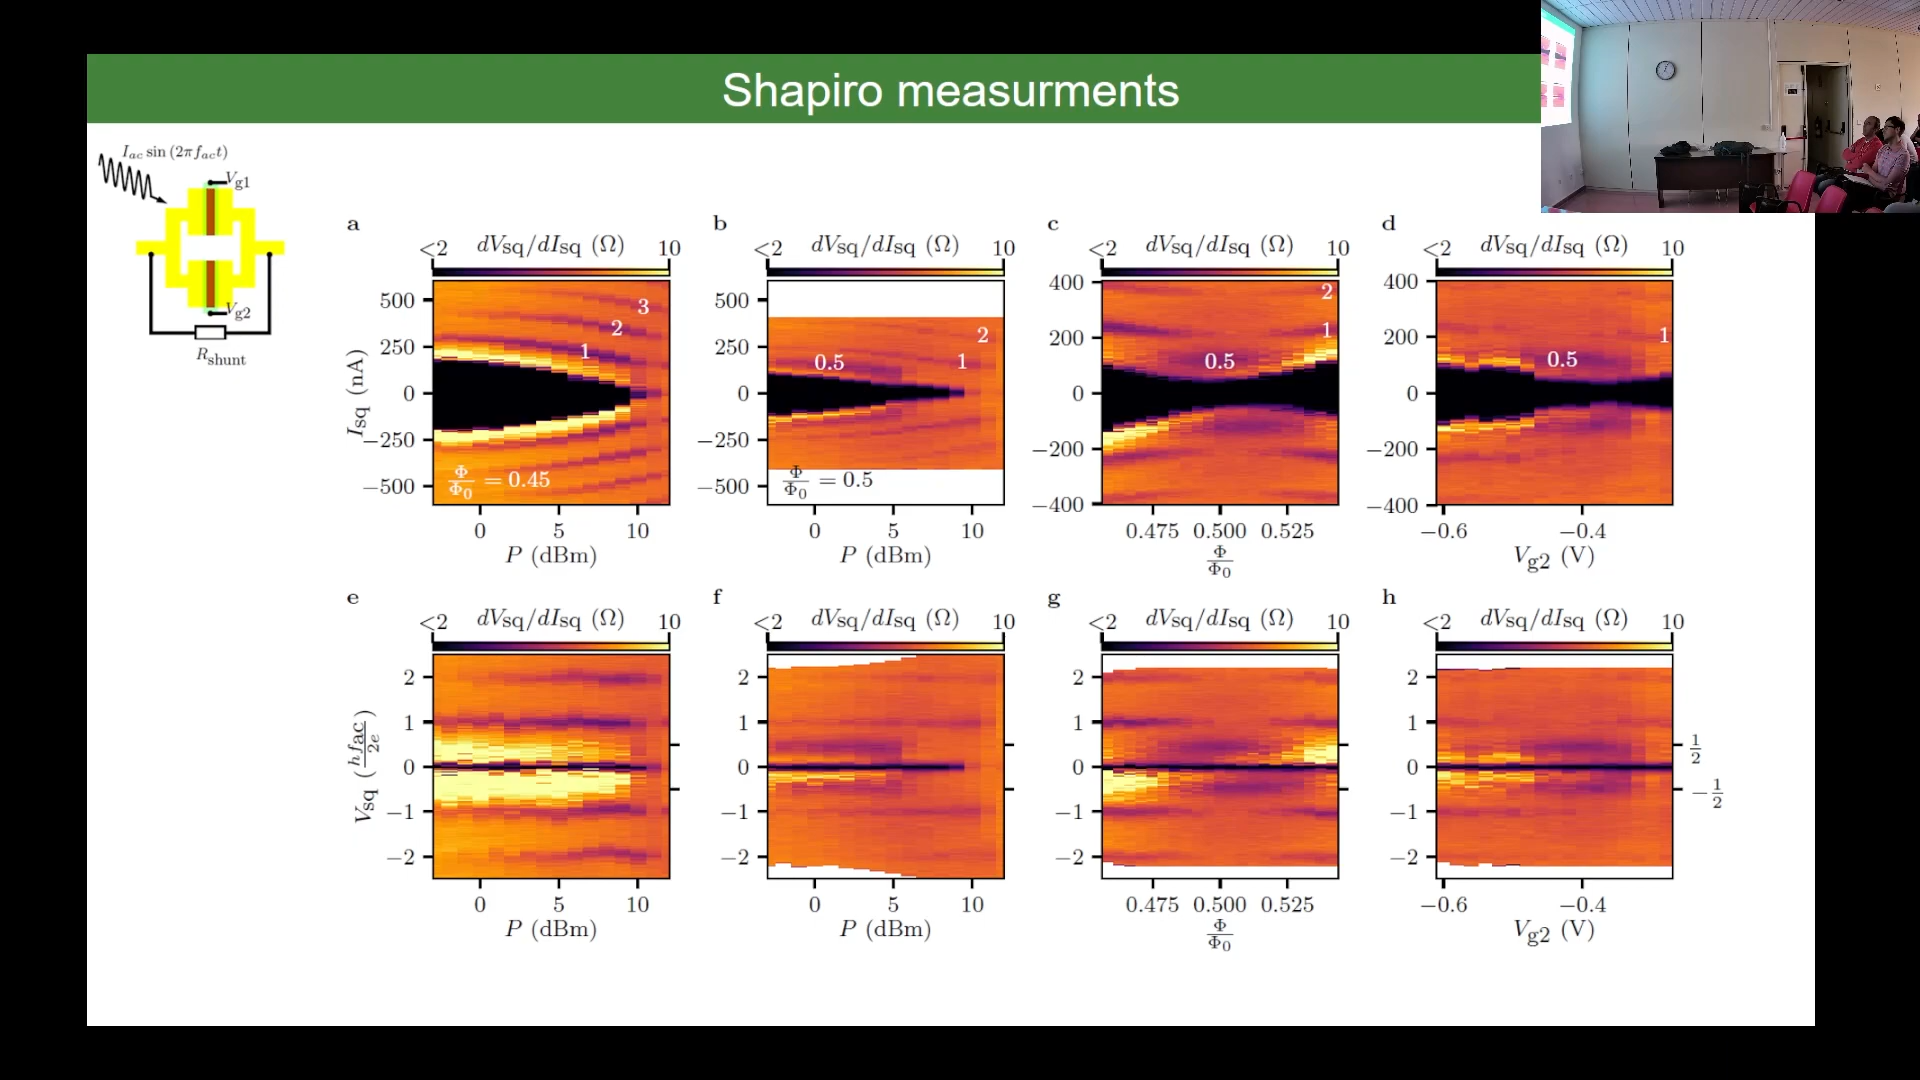 Shapiro measurments
I_ac sin (2πf_ac t)
V_g1
V_g2
R_shunt
a
<2 dV_sq/dI_sq (Ω) 10
I_sq (nA)
500
250
0
−250
−500
3
2
1
Φ/Φ_0 = 0.45
0 5 10
P (dBm)
b
<2 dV_sq/dI_sq (Ω) 10
500
250
0
−250
−500
2
0.5 1
Φ/Φ_0 = 0.5
0 5 10
P (dBm)
c
<2 dV_sq/dI_sq (Ω) 10
400
200
0
−200
−400
2
1
0.5
0.475 0.500 0.525
Φ/Φ_0
d
<2 dV_sq/dI_sq (Ω) 10
400
200
0
−200
−400
1
0.5
−0.6 −0.4
V_g2 (V)
e
<2 dV_sq/dI_sq (Ω) 10
V_sq (hf_ac/2e)
2
1
0
−1
−2
0 5 10
P (dBm)
f
<2 dV_sq/dI_sq (Ω) 10
2
1
0
−1
−2
0 5 10
P (dBm)
g
<2 dV_sq/dI_sq (Ω) 10
2
1
0
−1
−2
0.475 0.500 0.525
Φ/Φ_0
h
<2 dV_sq/dI_sq (Ω) 10
2
1
0
−1
−2
1/2
−1/2
−0.6 −0.4
V_g2 (V)